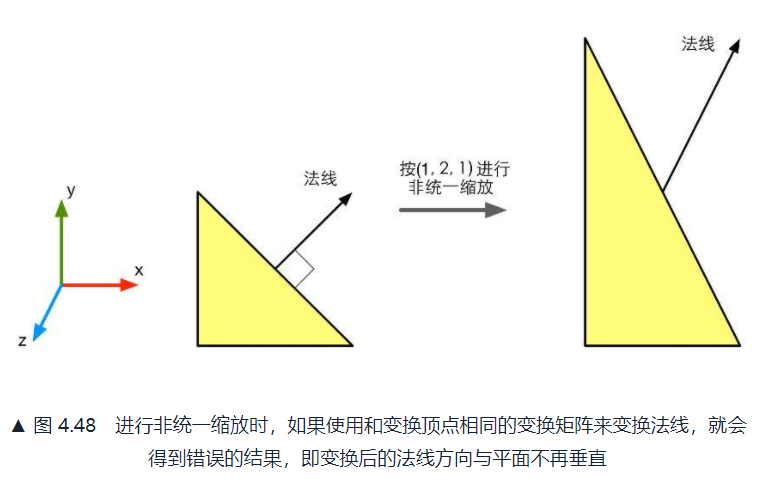 法线
法线
按(1, 2, 1) 进行
非统一缩放
y
x
z
▲ 图 4.48 进行非统一缩放时，如果使用和变换顶点相同的变换矩阵来变换法线，就会
得到错误的结果，即变换后的法线方向与平面不再垂直